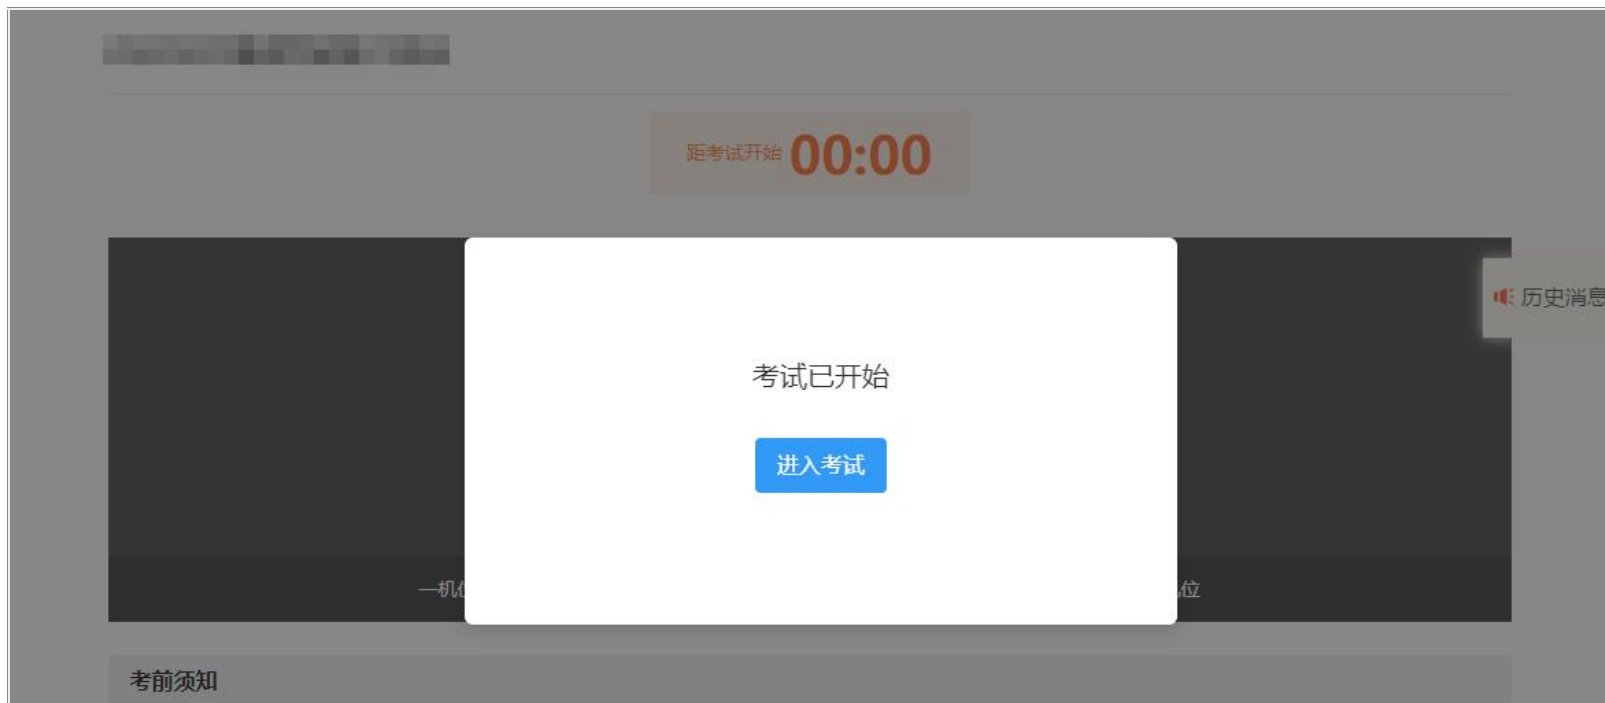 距考试开始 00:00
历史消息
考试已开始
进入考试
一机位
位
考前须知